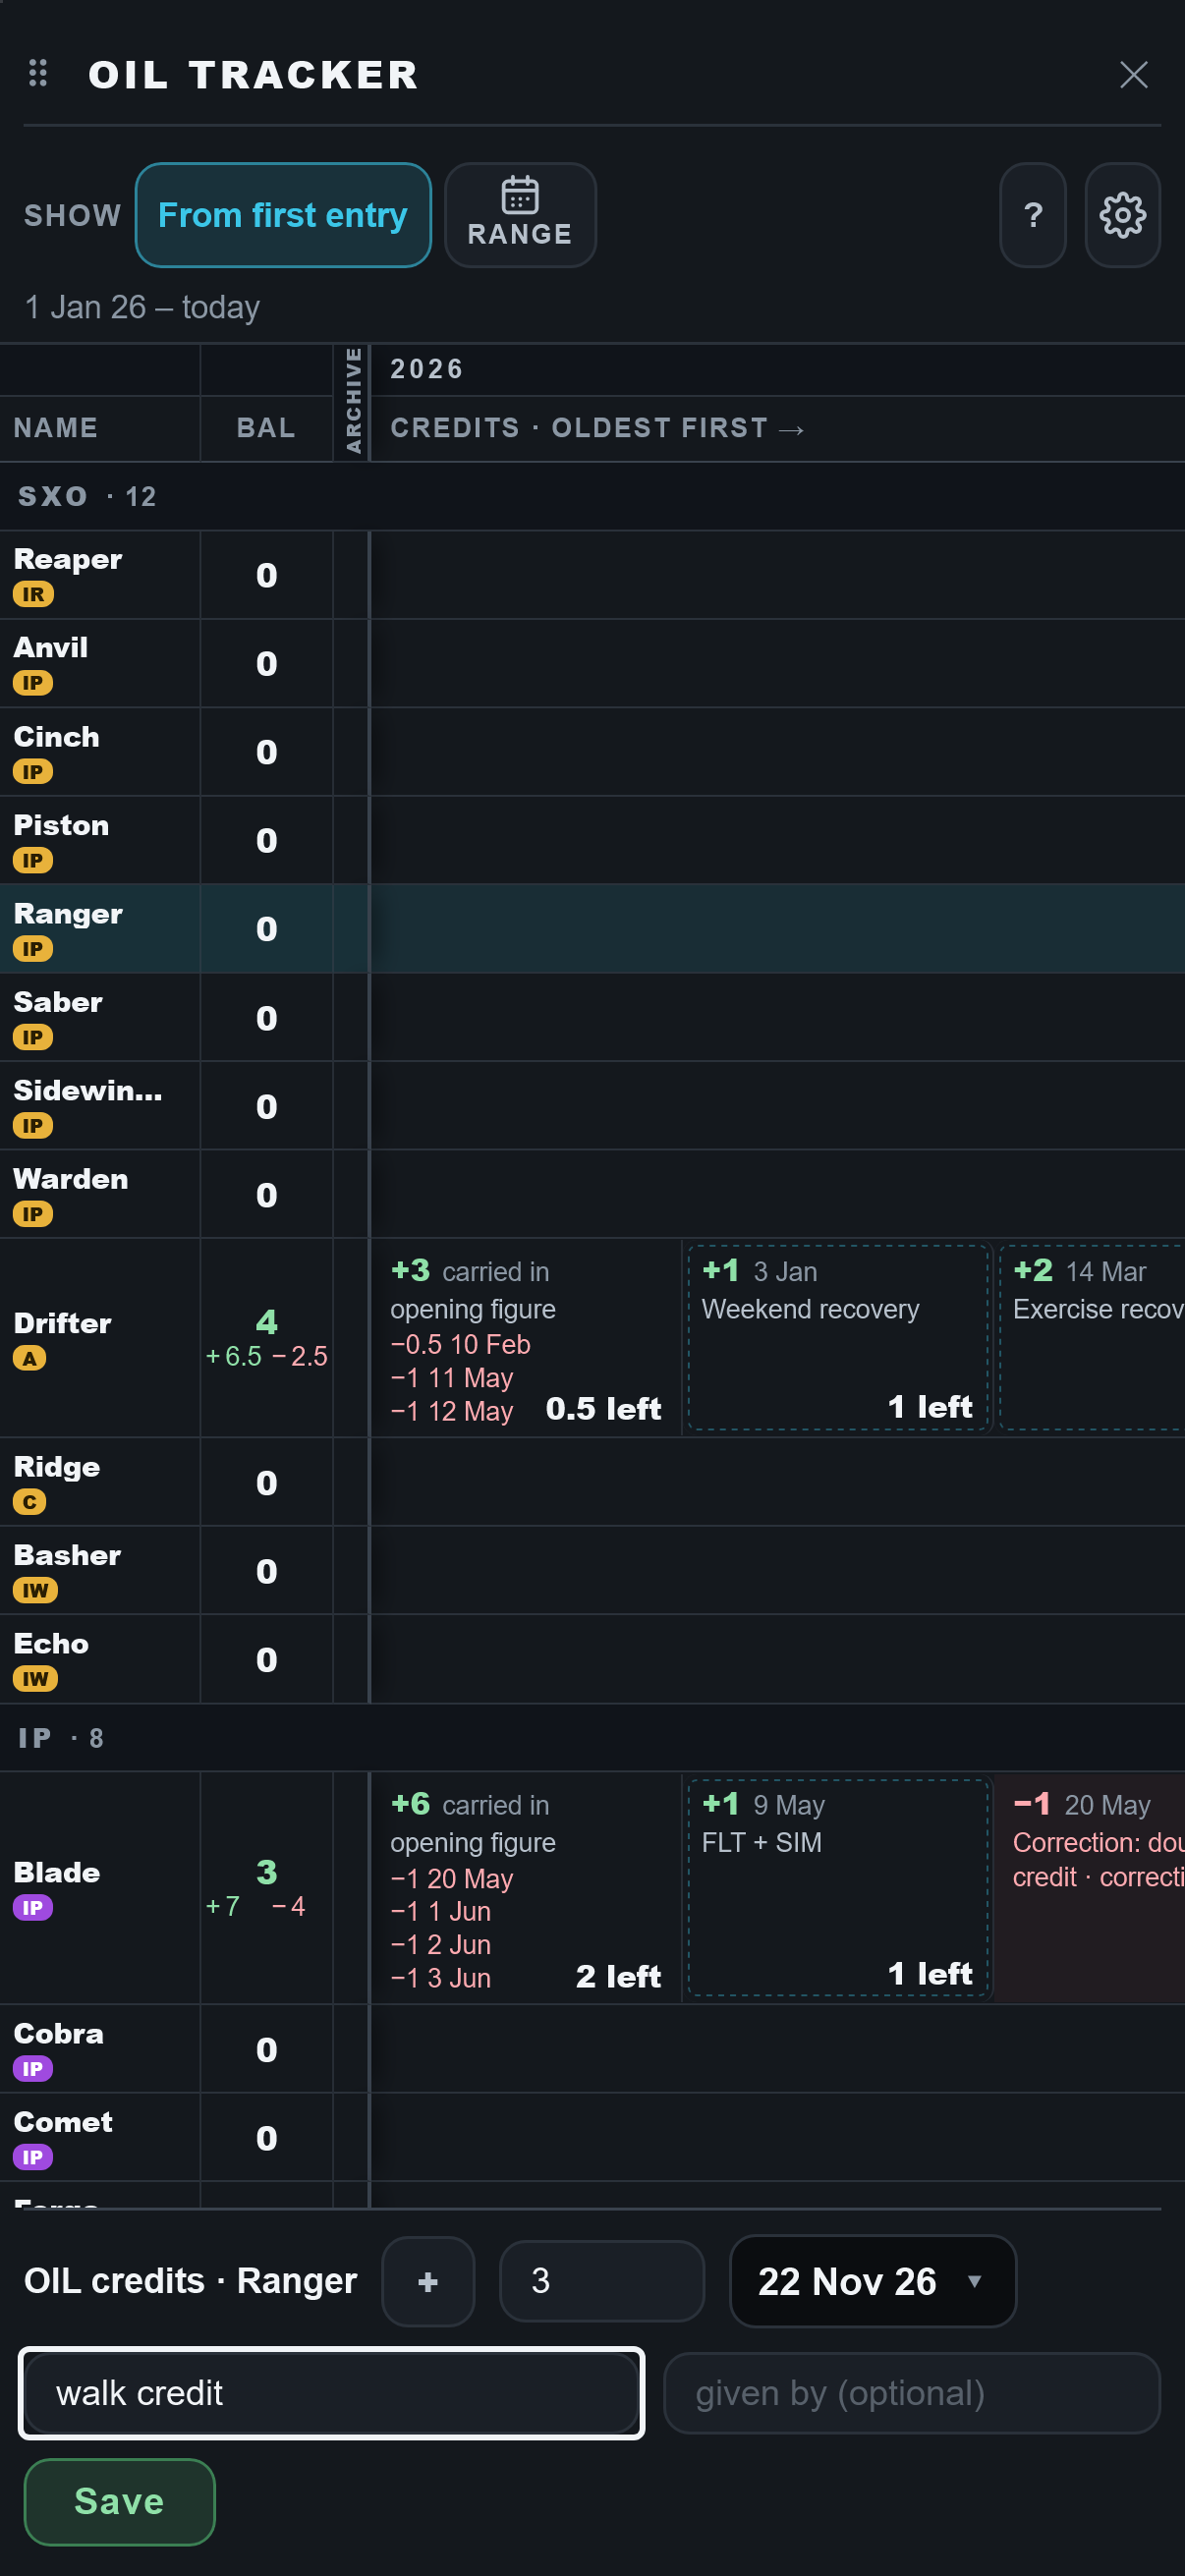 OIL TRACKER
SHOW From first entry RANGE ?
1 Jan 26 – today
ARCHIVE 2026
NAME BAL CREDITS · OLDEST FIRST →
SXO · 12
Reaper
IR
0
Anvil
IP
0
Cinch
IP
0
Piston
IP
0
Ranger
IP
0
Saber
IP
0
Sidewin...
IP
0
Warden
IP
0
Drifter
A
4
+6.5 −2.5
+3 carried in
opening figure
−0.5 10 Feb
−1 11 May
−1 12 May 0.5 left
+1 3 Jan
Weekend recovery
1 left
+2 14 Mar
Exercise recov
Ridge
C
0
Basher
IW
0
Echo
IW
0
IP · 8
Blade
IP
3
+7 −4
+6 carried in
opening figure
−1 20 May
−1 1 Jun
−1 2 Jun
−1 3 Jun 2 left
+1 9 May
FLT + SIM
1 left
−1 20 May
Correction: dou
credit · correcti
Cobra
IP
0
Comet
IP
0
OIL credits · Ranger + 3 22 Nov 26 ▼
walk credit given by (optional)
Save